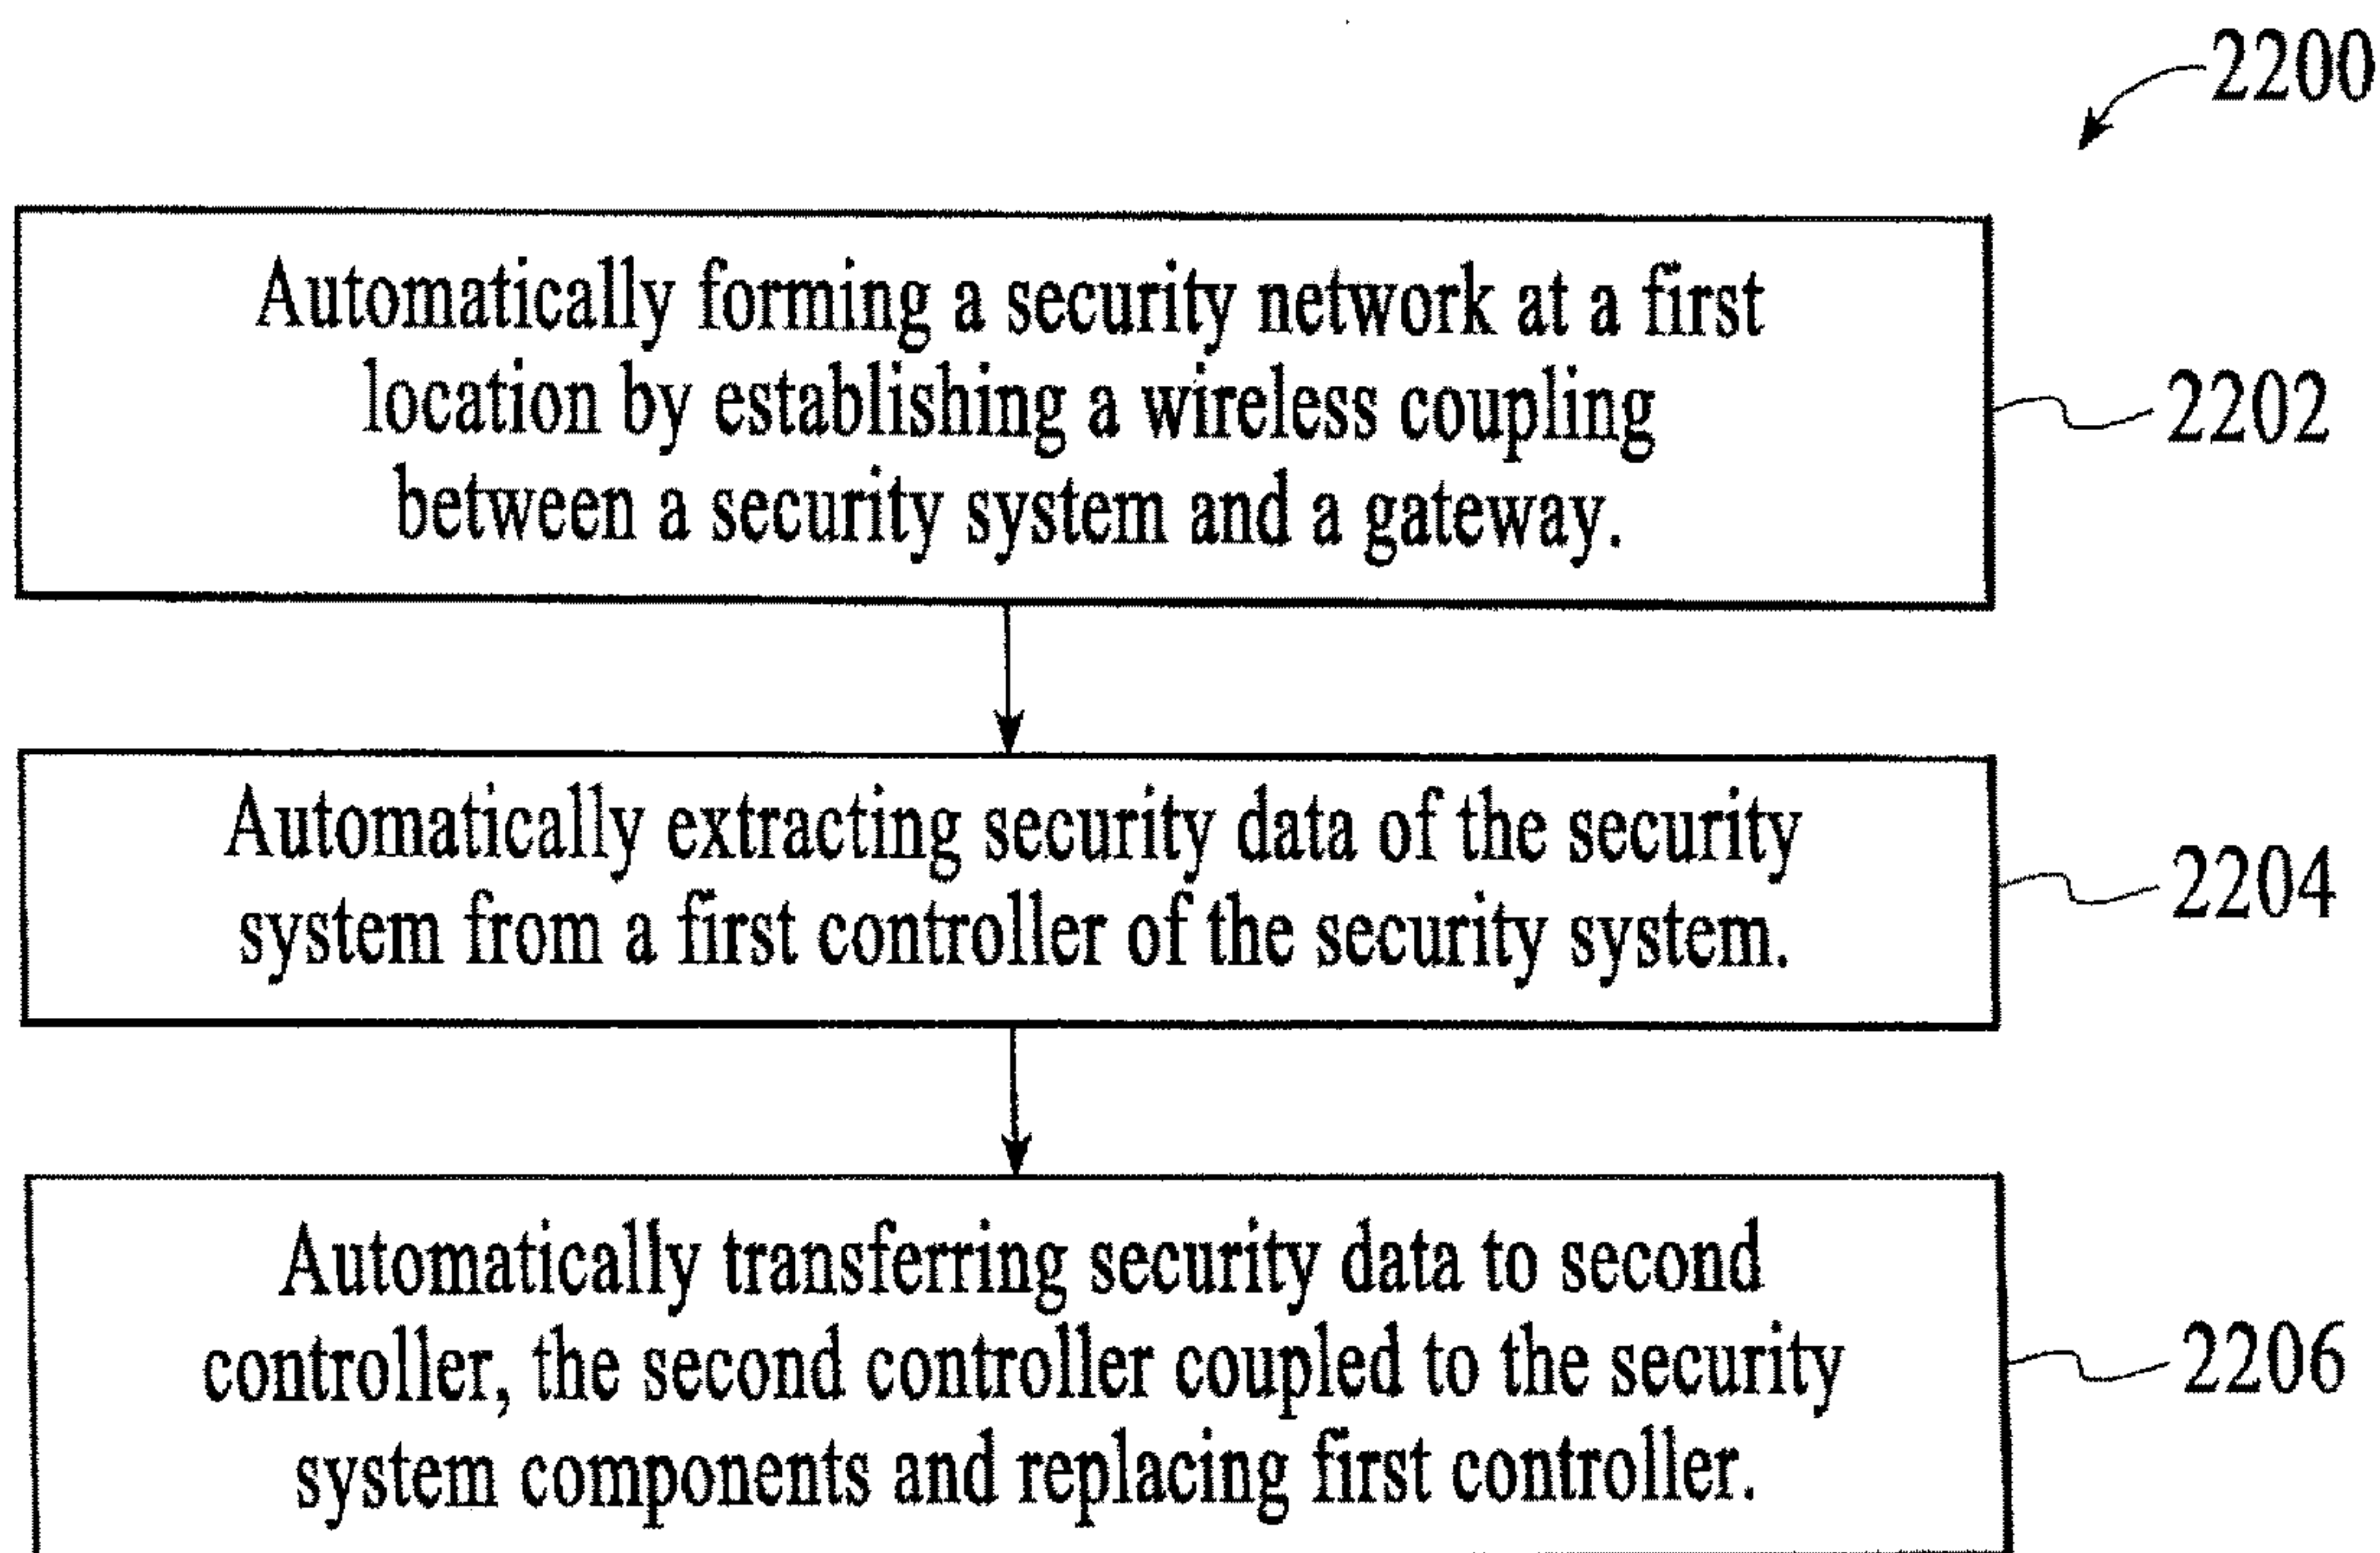 2200
Automatically forming a security network at a first
location by establishing a wireless coupling
between a security system and a gateway.
2202
Automatically extracting security data of the security
system from a first controller of the security system.
2204
Automatically transferring security data to second
controller, the second controller coupled to the security
system components and replacing first controller.
2206